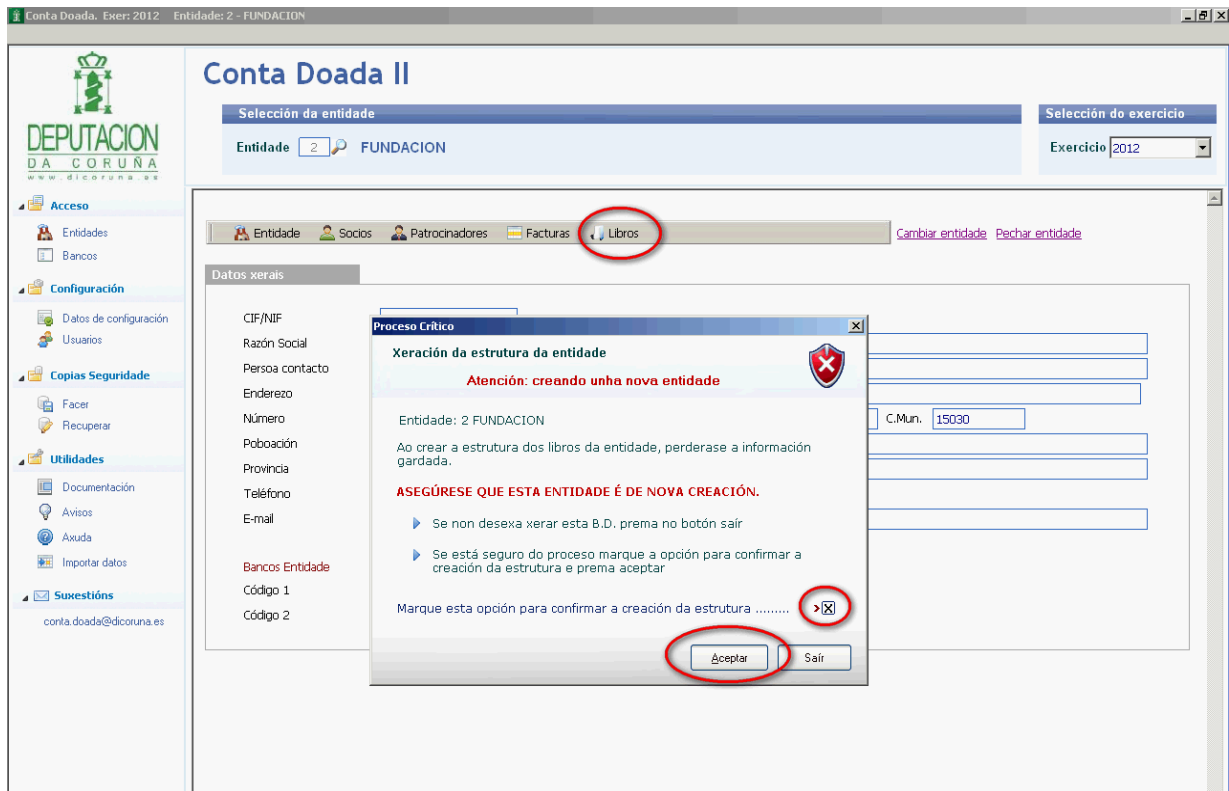 Conta Doada. Exer: 2012 Entidade: 2 - FUNDACION
DEPUTACION
DA CORUÑA
www.dicoruna.es
Conta Doada II
Selección da entidade
Entidade 2 FUNDACION
Selección do exercicio
Exercicio 2012
Acceso
Entidades
Bancos
Configuración
Datos de configuración
Usuarios
Copias Seguridade
Facer
Recuperar
Utilidades
Documentación
Avisos
Axuda
Importar datos
Suxestións
conta.doada@dicoruna.es
Entidade Socios Patrocinadores Facturas Libros
Cambiar entidade Pechar entidade
Datos xerais
CIF/NIF
Razón Social
Persoa contacto
Enderezo
Número
C.Mun. 15030
Poboación
Provincia
Teléfono
E-mail
Bancos Entidade
Código 1
Código 2
Proceso Crítico
Xeración da estrutura da entidade
Atención: creando unha nova entidade
Entidade: 2 FUNDACION
Ao crear a estrutura dos libros da entidade, perderase a información
gardada.
ASEGÚRESE QUE ESTA ENTIDADE É DE NOVA CREACIÓN.
Se non desexa xerar esta B.D. prema no botón saír
Se está seguro do proceso marque a opción para confirmar a
creación da estrutura e prema aceptar
Marque esta opción para confirmar a creación da estrutura .........
Aceptar Saír